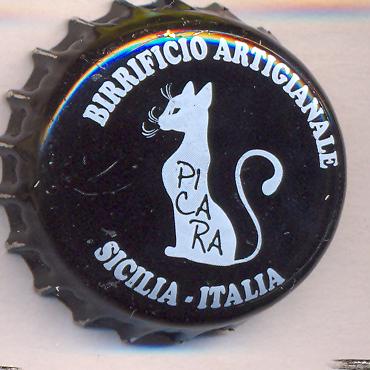 BIRRIFICIO ARTIGIANALE
PI
CA
RA
SICILIA - ITALIA